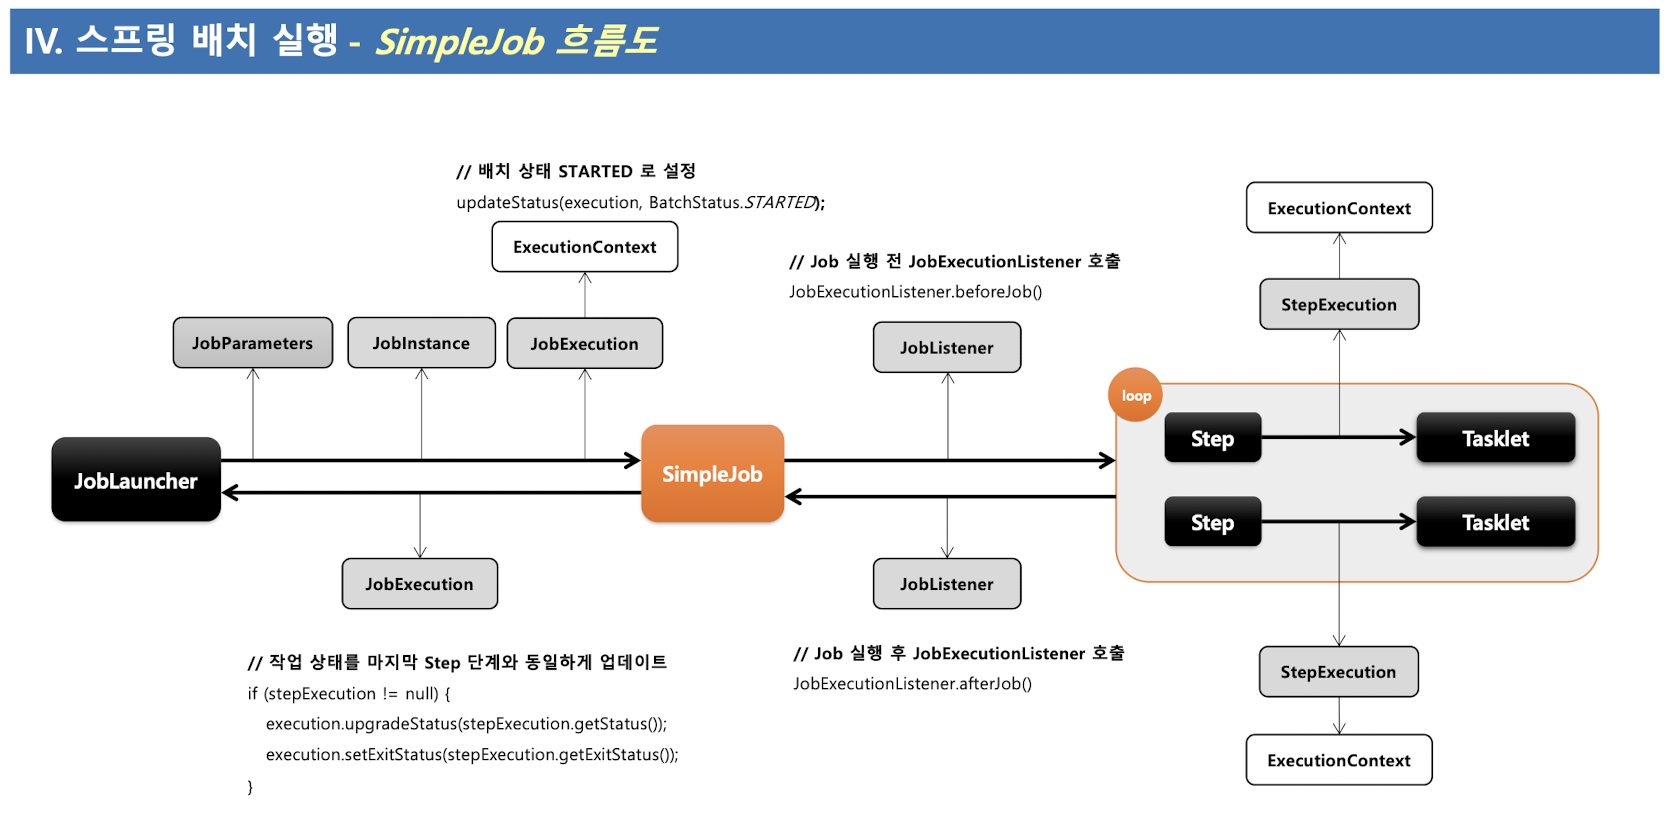 IV. 스프링 배치 실행 - SimpleJob 흐름도
// 배치 상태 STARTED 로 설정
updateStatus(execution, BatchStatus.STARTED);
ExecutionContext
JobParameters
JobInstance
JobExecution
// Job 실행 전 JobExecutionListener 호출
JobExecutionListener.beforeJob()
JobListener
ExecutionContext
StepExecution
loop
JobLauncher
SimpleJob
Step
Tasklet
Step
Tasklet
JobExecution
JobListener
// 작업 상태를 마지막 Step 단계와 동일하게 업데이트
if (stepExecution != null) {
execution.upgradeStatus(stepExecution.getStatus());
execution.setExitStatus(stepExecution.getExitStatus());
}
// Job 실행 후 JobExecutionListener 호출
JobExecutionListener.afterJob()
StepExecution
ExecutionContext